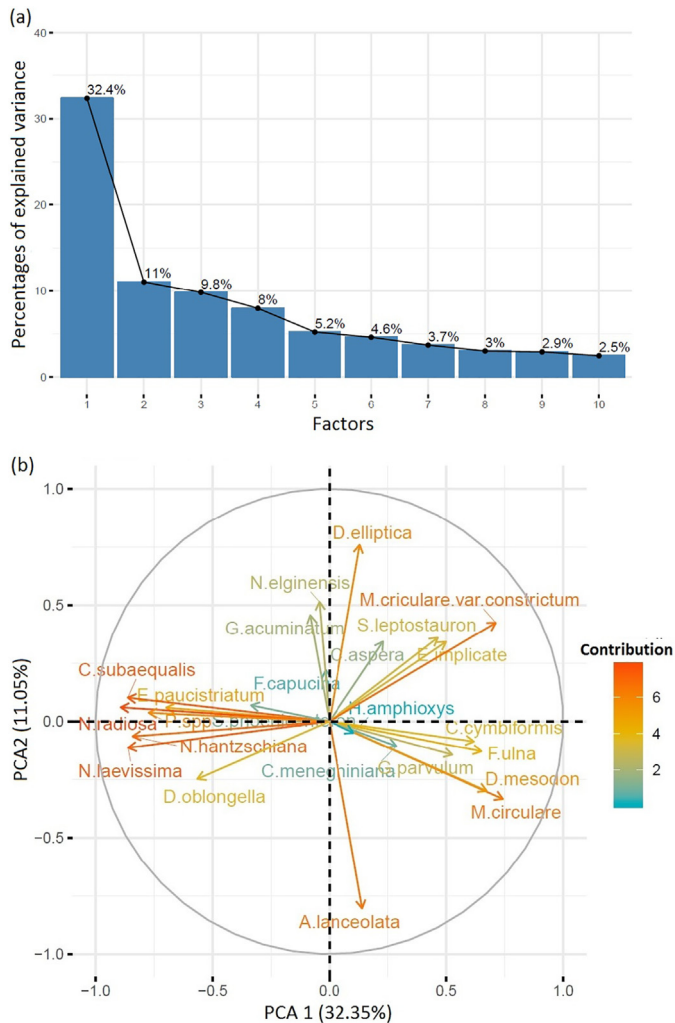 (a)
40
30
20
10
0
Percentages of explained variance
32.4%
11%
9.8%
8%
5.2%
4.6%
3.7%
3%
2.9%
2.5%
1 2 3 4 5 6 7 8 9 10
Factors
(b)
1.0
0.5
0.0
−0.5
−1.0
PCA2 (11.05%)
D.elliptica
N.elginensis
M.criculare.var.constrictum
G.acuminatum
S.leptostauron
C.aspera
E.implicate
C.subaequalis
F.capucina
E.paucistriatum
H.amphioxys
N.radiosa
C.cymbiformis
N.hantzschiana
F.ulna
N.laevissima
C.meneghiniana
G.parvulum
D.mesodon
D.oblongella
M.circulare
A.lanceolata
−1.0 −0.5 0.0 0.5 1.0
PCA 1 (32.35%)
Contribution
6
4
2